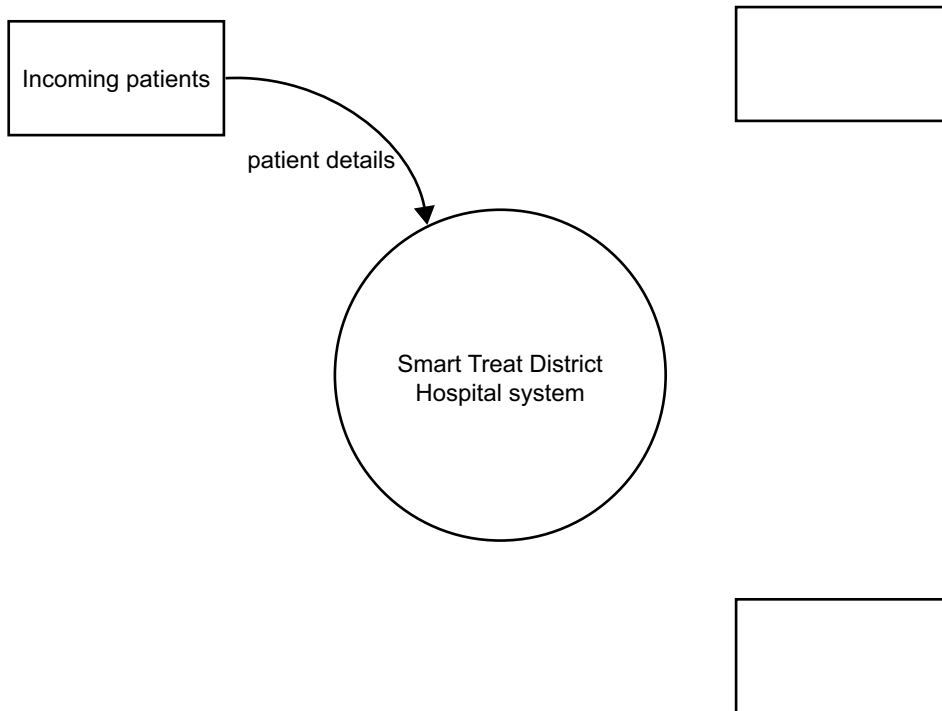 Incoming patients
patient details
Smart Treat District
Hospital system